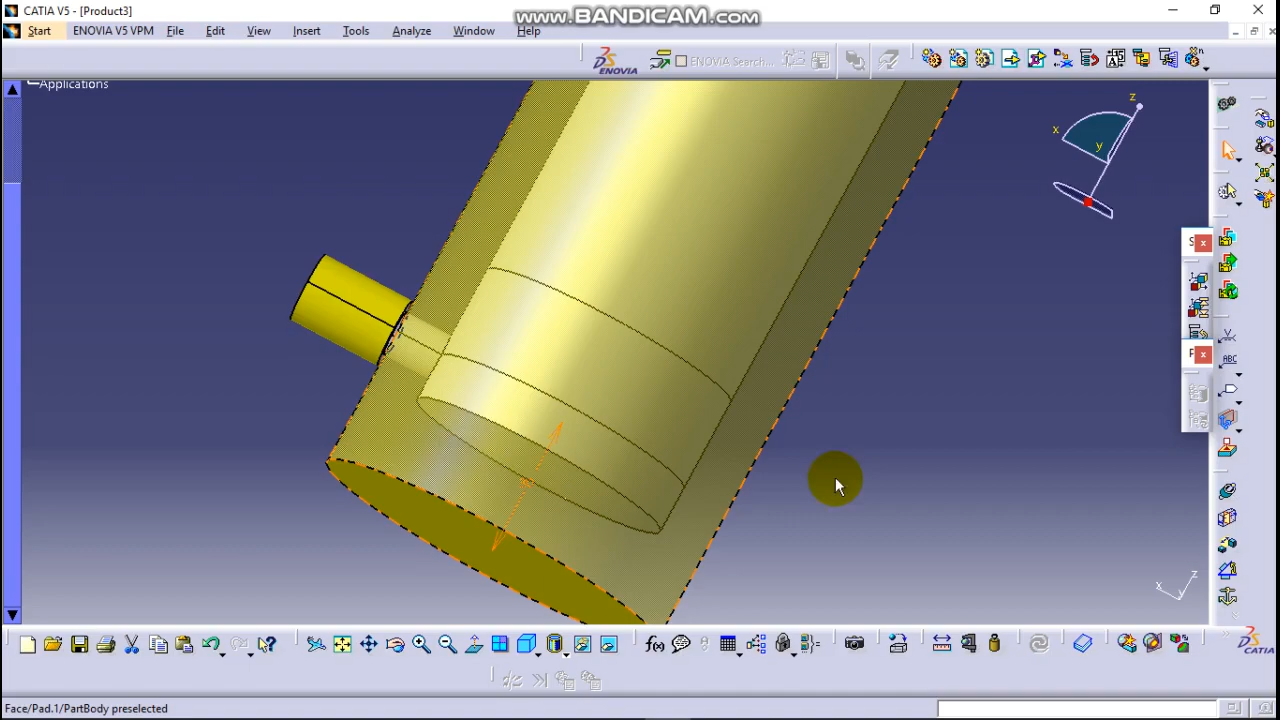 CATIA V5 - [Product3]
www.BANDICAM.com
Start ENOVIA V5 VPM File Edit View Insert Tools Analyze Window Help
ENOVIA
ENOVIA Search...
Applications
z
x
y
S
P
ABC
z
x
y
f(x)
CATIA
Face/Pad.1/PartBody preselected